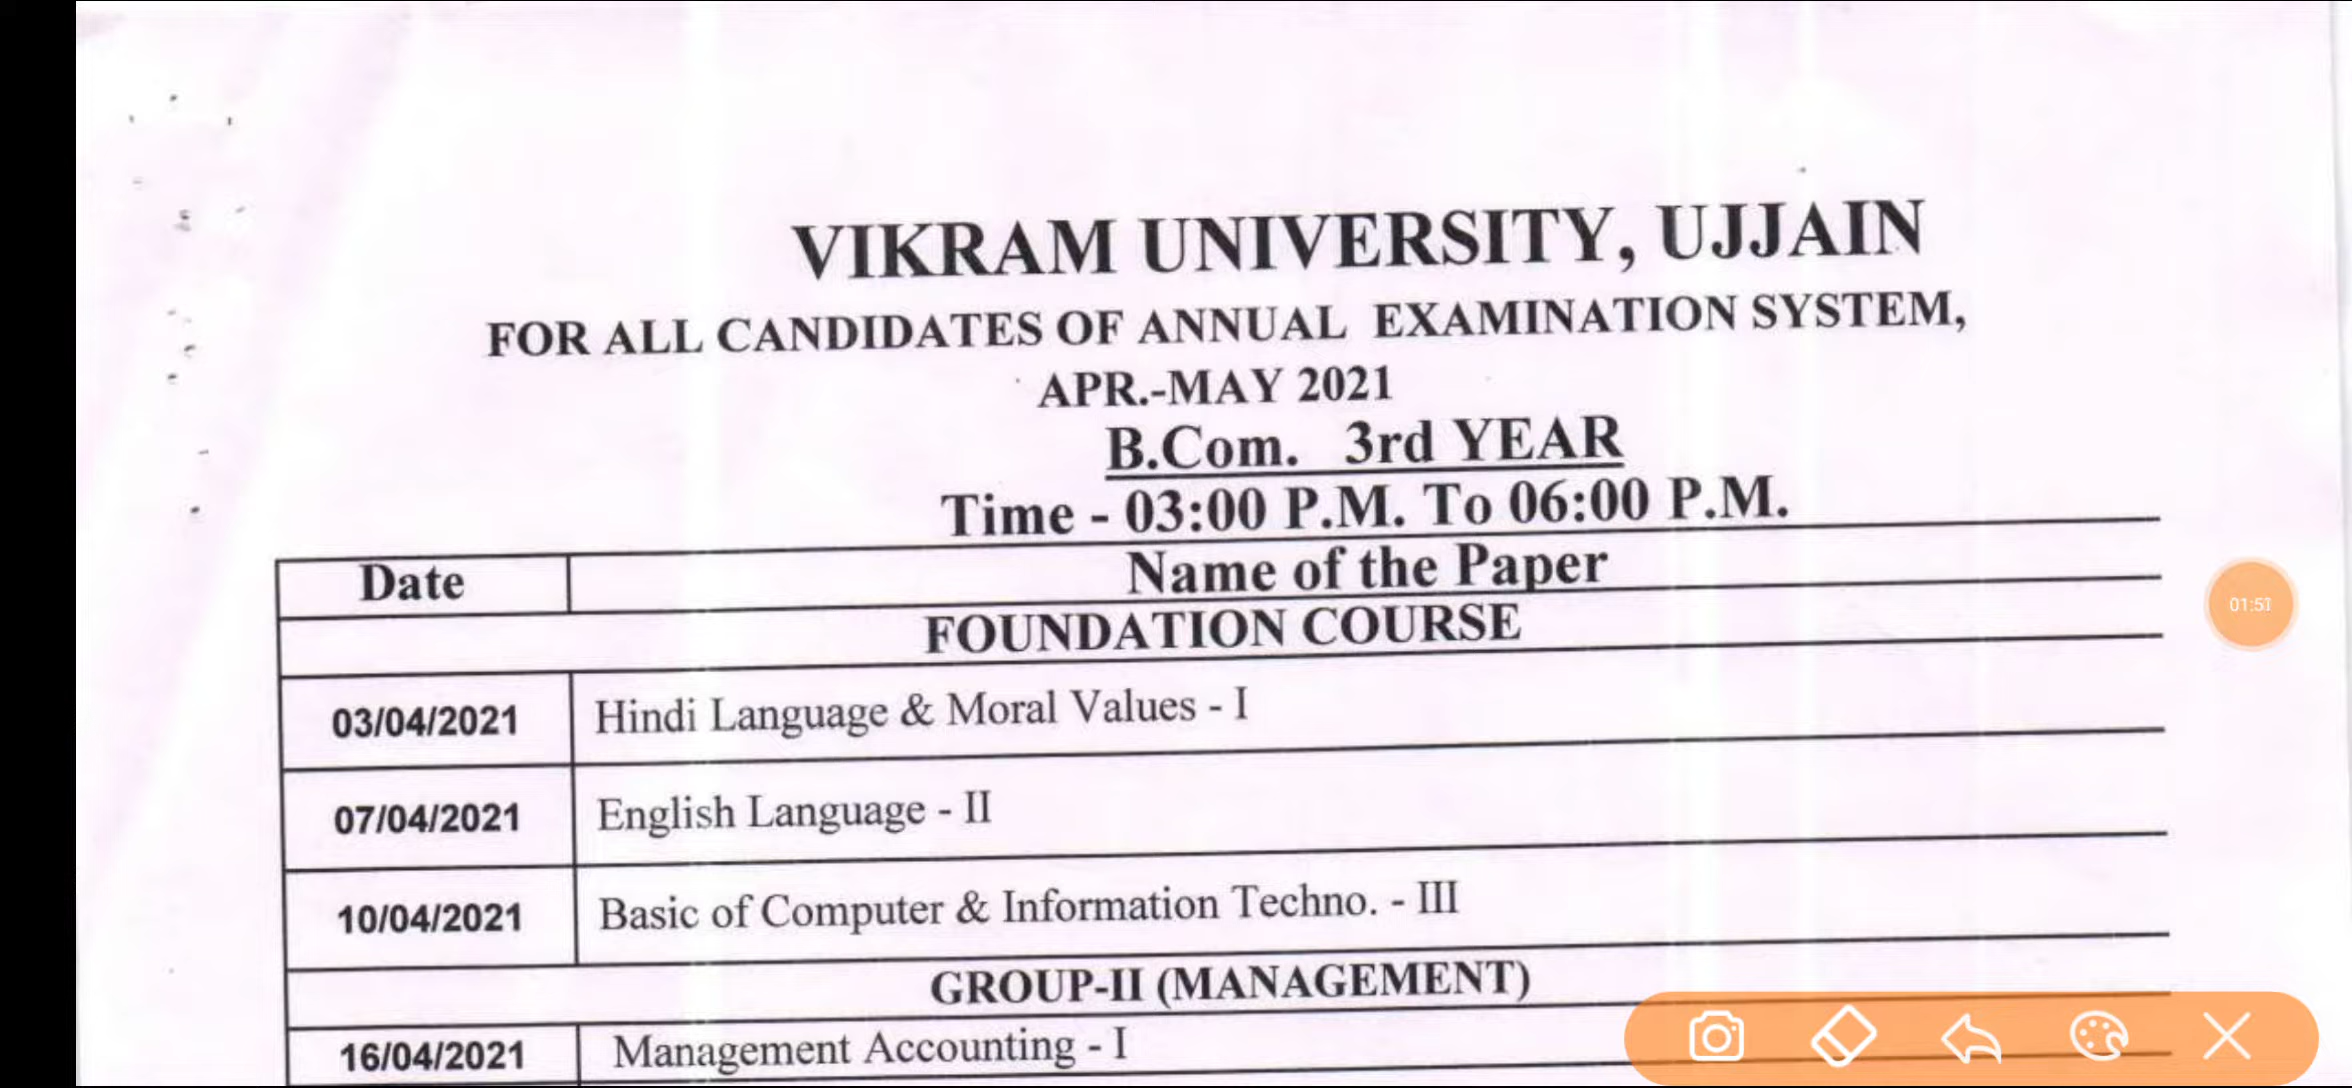 VIKRAM UNIVERSITY, UJJAIN
FOR ALL CANDIDATES OF ANNUAL EXAMINATION SYSTEM,
APR.-MAY 2021
B.Com. 3rd YEAR
Time - 03:00 P.M. To 06:00 P.M.
Date Name of the Paper
FOUNDATION COURSE
03/04/2021 Hindi Language & Moral Values - I
07/04/2021 English Language - II
10/04/2021 Basic of Computer & Information Techno. - III
GROUP-II (MANAGEMENT)
16/04/2021 Management Accounting - I